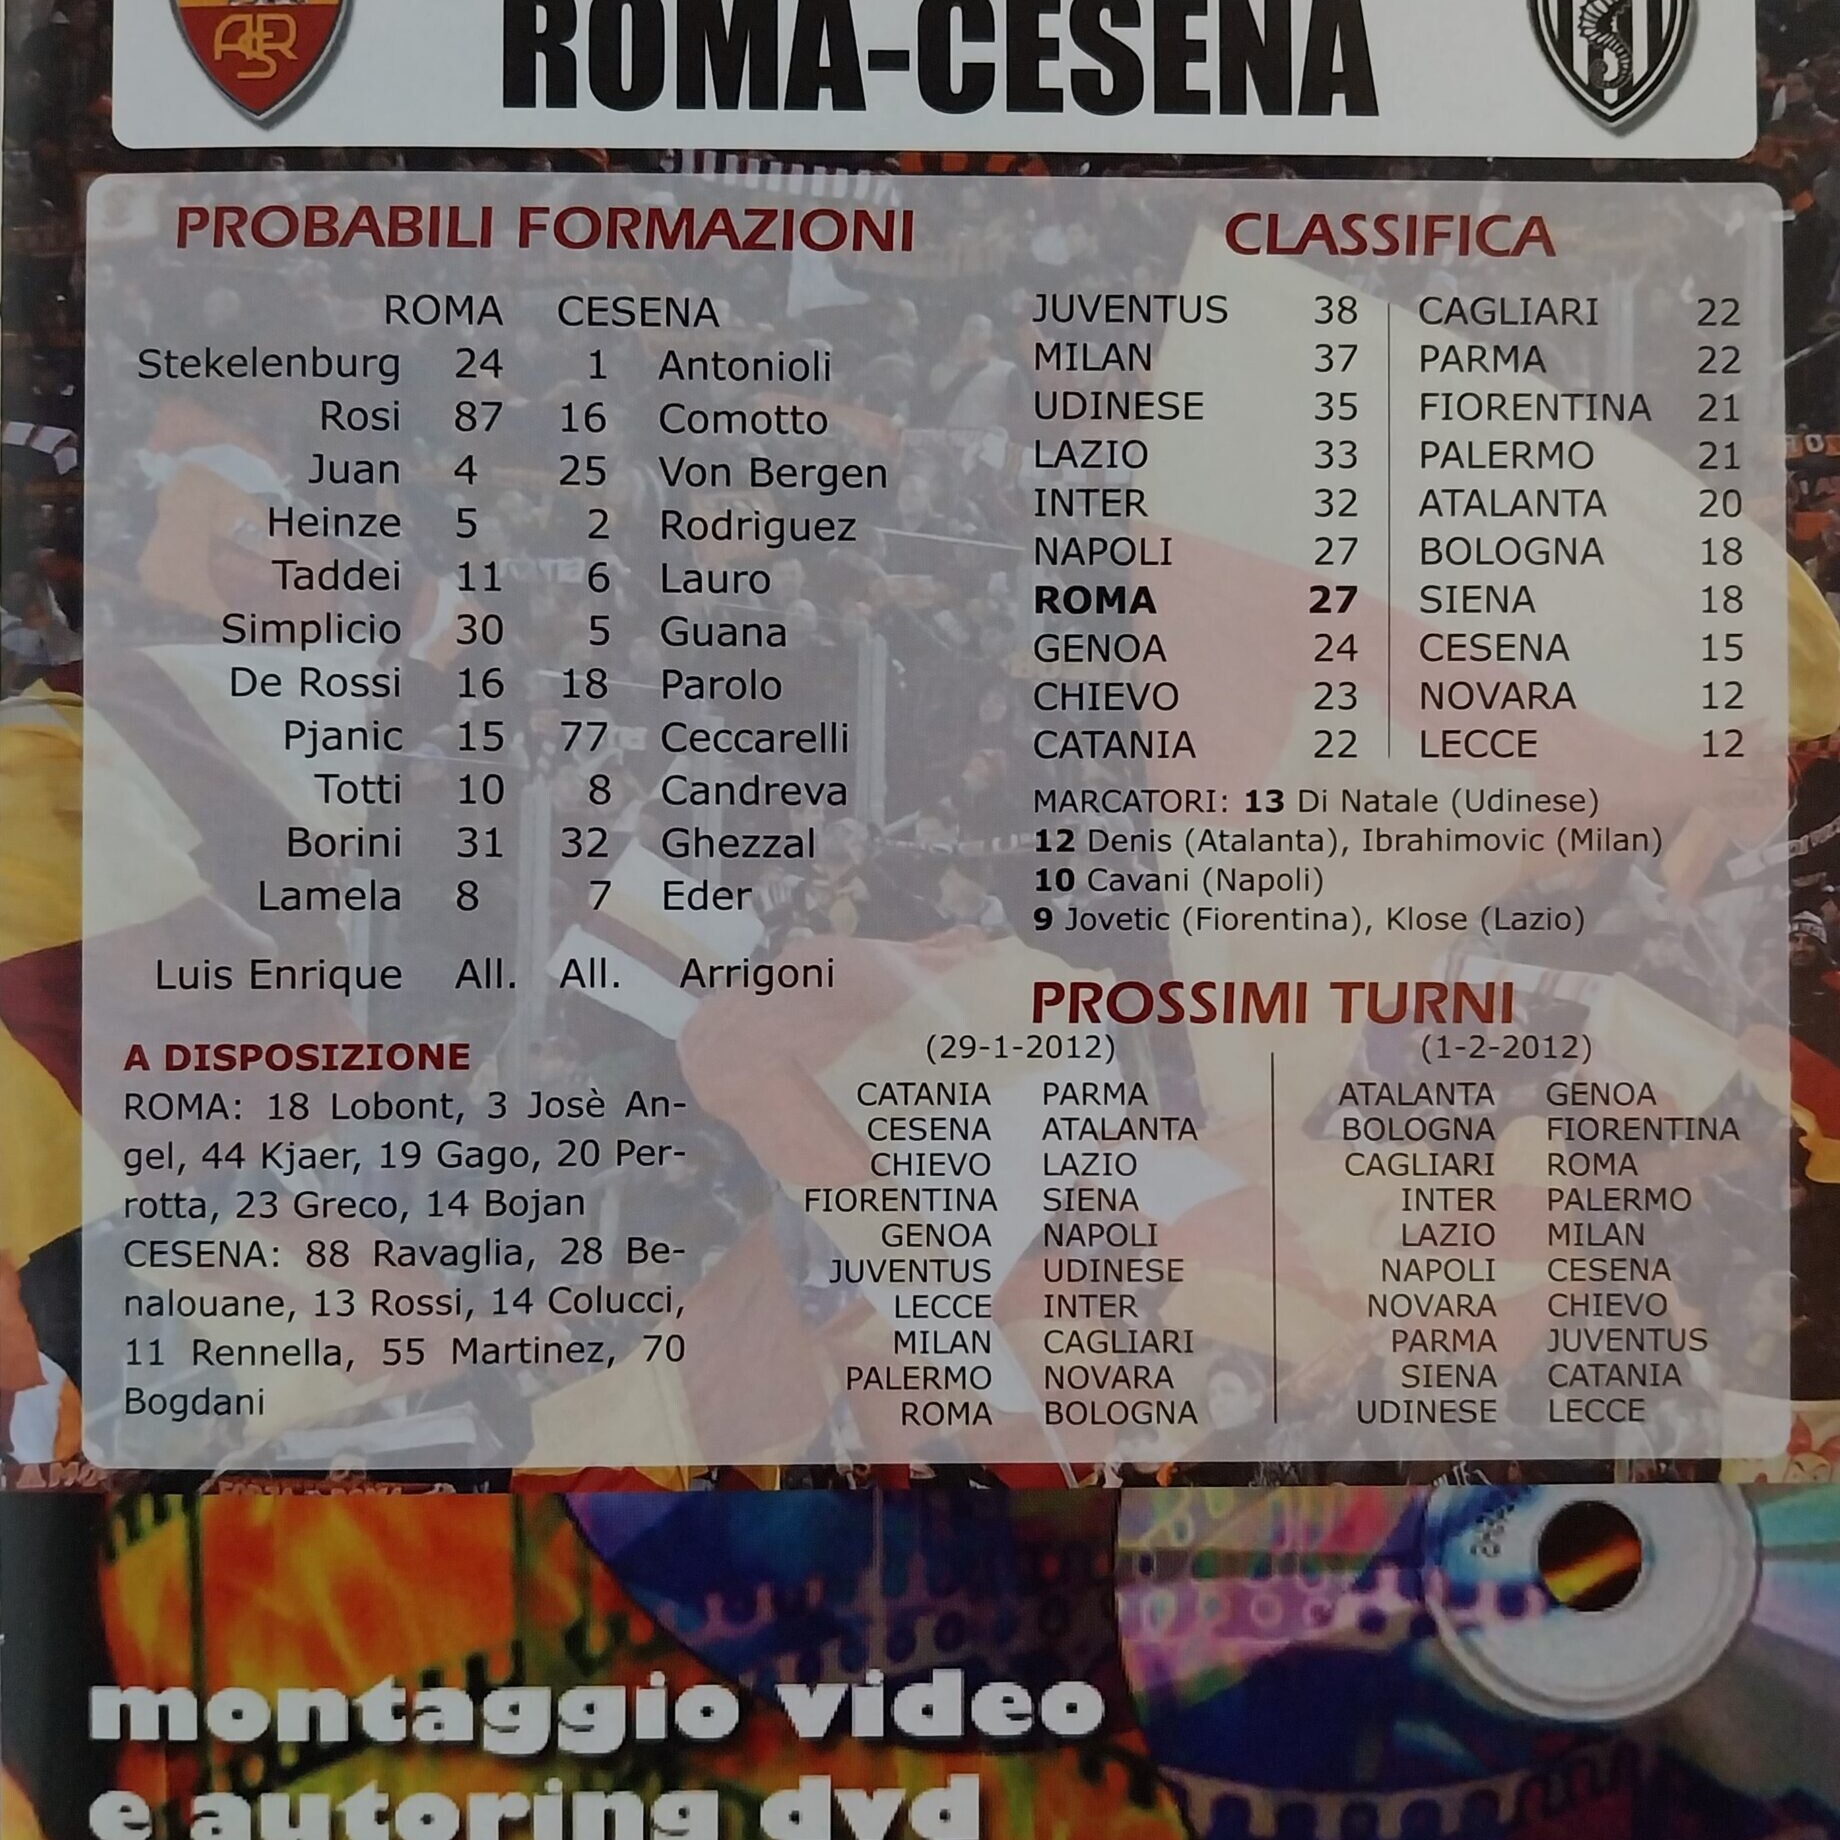 ASR
ROMA-CESENA
PROBABILI FORMAZIONI
ROMA CESENA
Stekelenburg 24 1 Antonioli
Rosi 87 16 Comotto
Juan 4 25 Von Bergen
Heinze 5 2 Rodriguez
Taddei 11 6 Lauro
Simplicio 30 5 Guana
De Rossi 16 18 Parolo
Pjanic 15 77 Ceccarelli
Totti 10 8 Candreva
Borini 31 32 Ghezzal
Lamela 8 7 Eder
Luis Enrique All. All. Arrigoni
A DISPOSIZIONE
ROMA: 18 Lobont, 3 Josè An-
gel, 44 Kjaer, 19 Gago, 20 Per-
rotta, 23 Greco, 14 Bojan
CESENA: 88 Ravaglia, 28 Be-
nalouane, 13 Rossi, 14 Colucci,
11 Rennella, 55 Martinez, 70
Bogdani
CLASSIFICA
JUVENTUS 38 CAGLIARI 22
MILAN 37 PARMA 22
UDINESE 35 FIORENTINA 21
LAZIO 33 PALERMO 21
INTER 32 ATALANTA 20
NAPOLI 27 BOLOGNA 18
ROMA 27 SIENA 18
GENOA 24 CESENA 15
CHIEVO 23 NOVARA 12
CATANIA 22 LECCE 12
MARCATORI: 13 Di Natale (Udinese)
12 Denis (Atalanta), Ibrahimovic (Milan)
10 Cavani (Napoli)
9 Jovetic (Fiorentina), Klose (Lazio)
PROSSIMI TURNI
(29-1-2012) (1-2-2012)
CATANIA PARMA ATALANTA GENOA
CESENA ATALANTA BOLOGNA FIORENTINA
CHIEVO LAZIO CAGLIARI ROMA
FIORENTINA SIENA INTER PALERMO
GENOA NAPOLI LAZIO MILAN
JUVENTUS UDINESE NAPOLI CESENA
LECCE INTER NOVARA CHIEVO
MILAN CAGLIARI PARMA JUVENTUS
PALERMO NOVARA SIENA CATANIA
ROMA BOLOGNA UDINESE LECCE
montaggio video
e autoring dvd